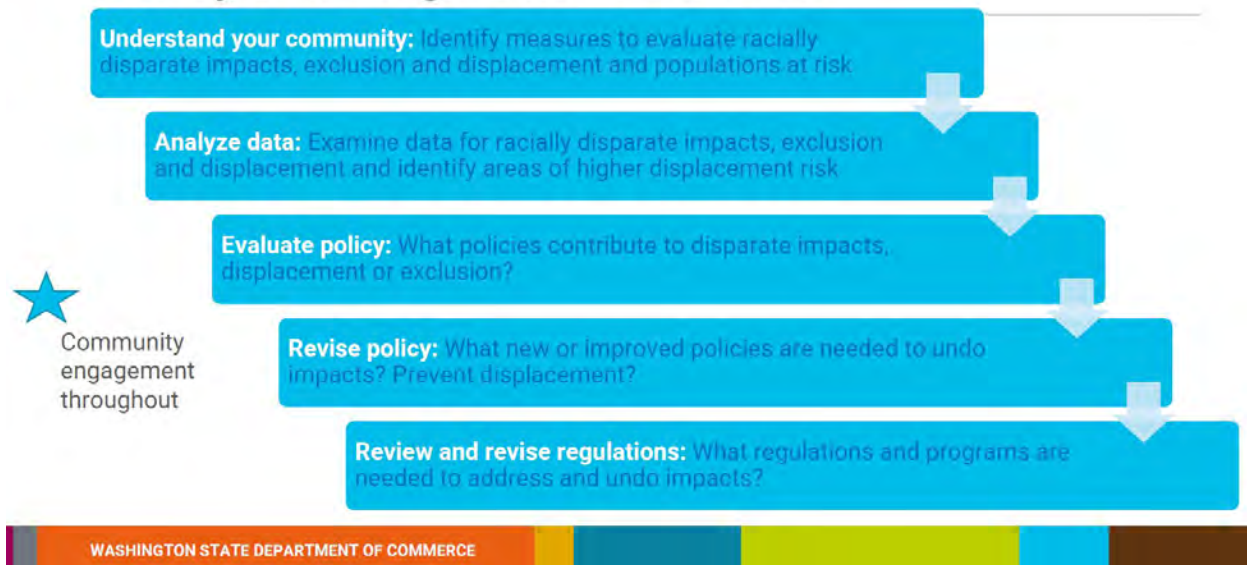 Understand your community: Identify measures to evaluate racially
disparate impacts, exclusion and displacement and populations at risk
Analyze data: Examine data for racially disparate impacts, exclusion
and displacement and identify areas of higher displacement risk
Evaluate policy: What policies contribute to disparate impacts,
displacement or exclusion?
Community
engagement
throughout
Revise policy: What new or improved policies are needed to undo
impacts? Prevent displacement?
Review and revise regulations: What regulations and programs are
needed to address and undo impacts?
WASHINGTON STATE DEPARTMENT OF COMMERCE